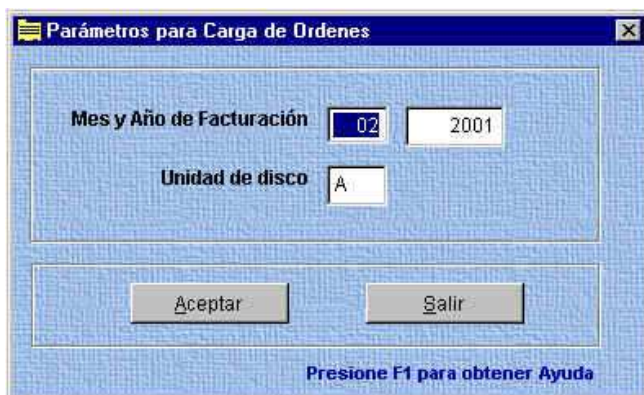 Parámetros para Carga de Ordenes
Mes y Año de Facturación 02 2001
Unidad de disco A
Aceptar Salir
Presione F1 para obtener Ayuda